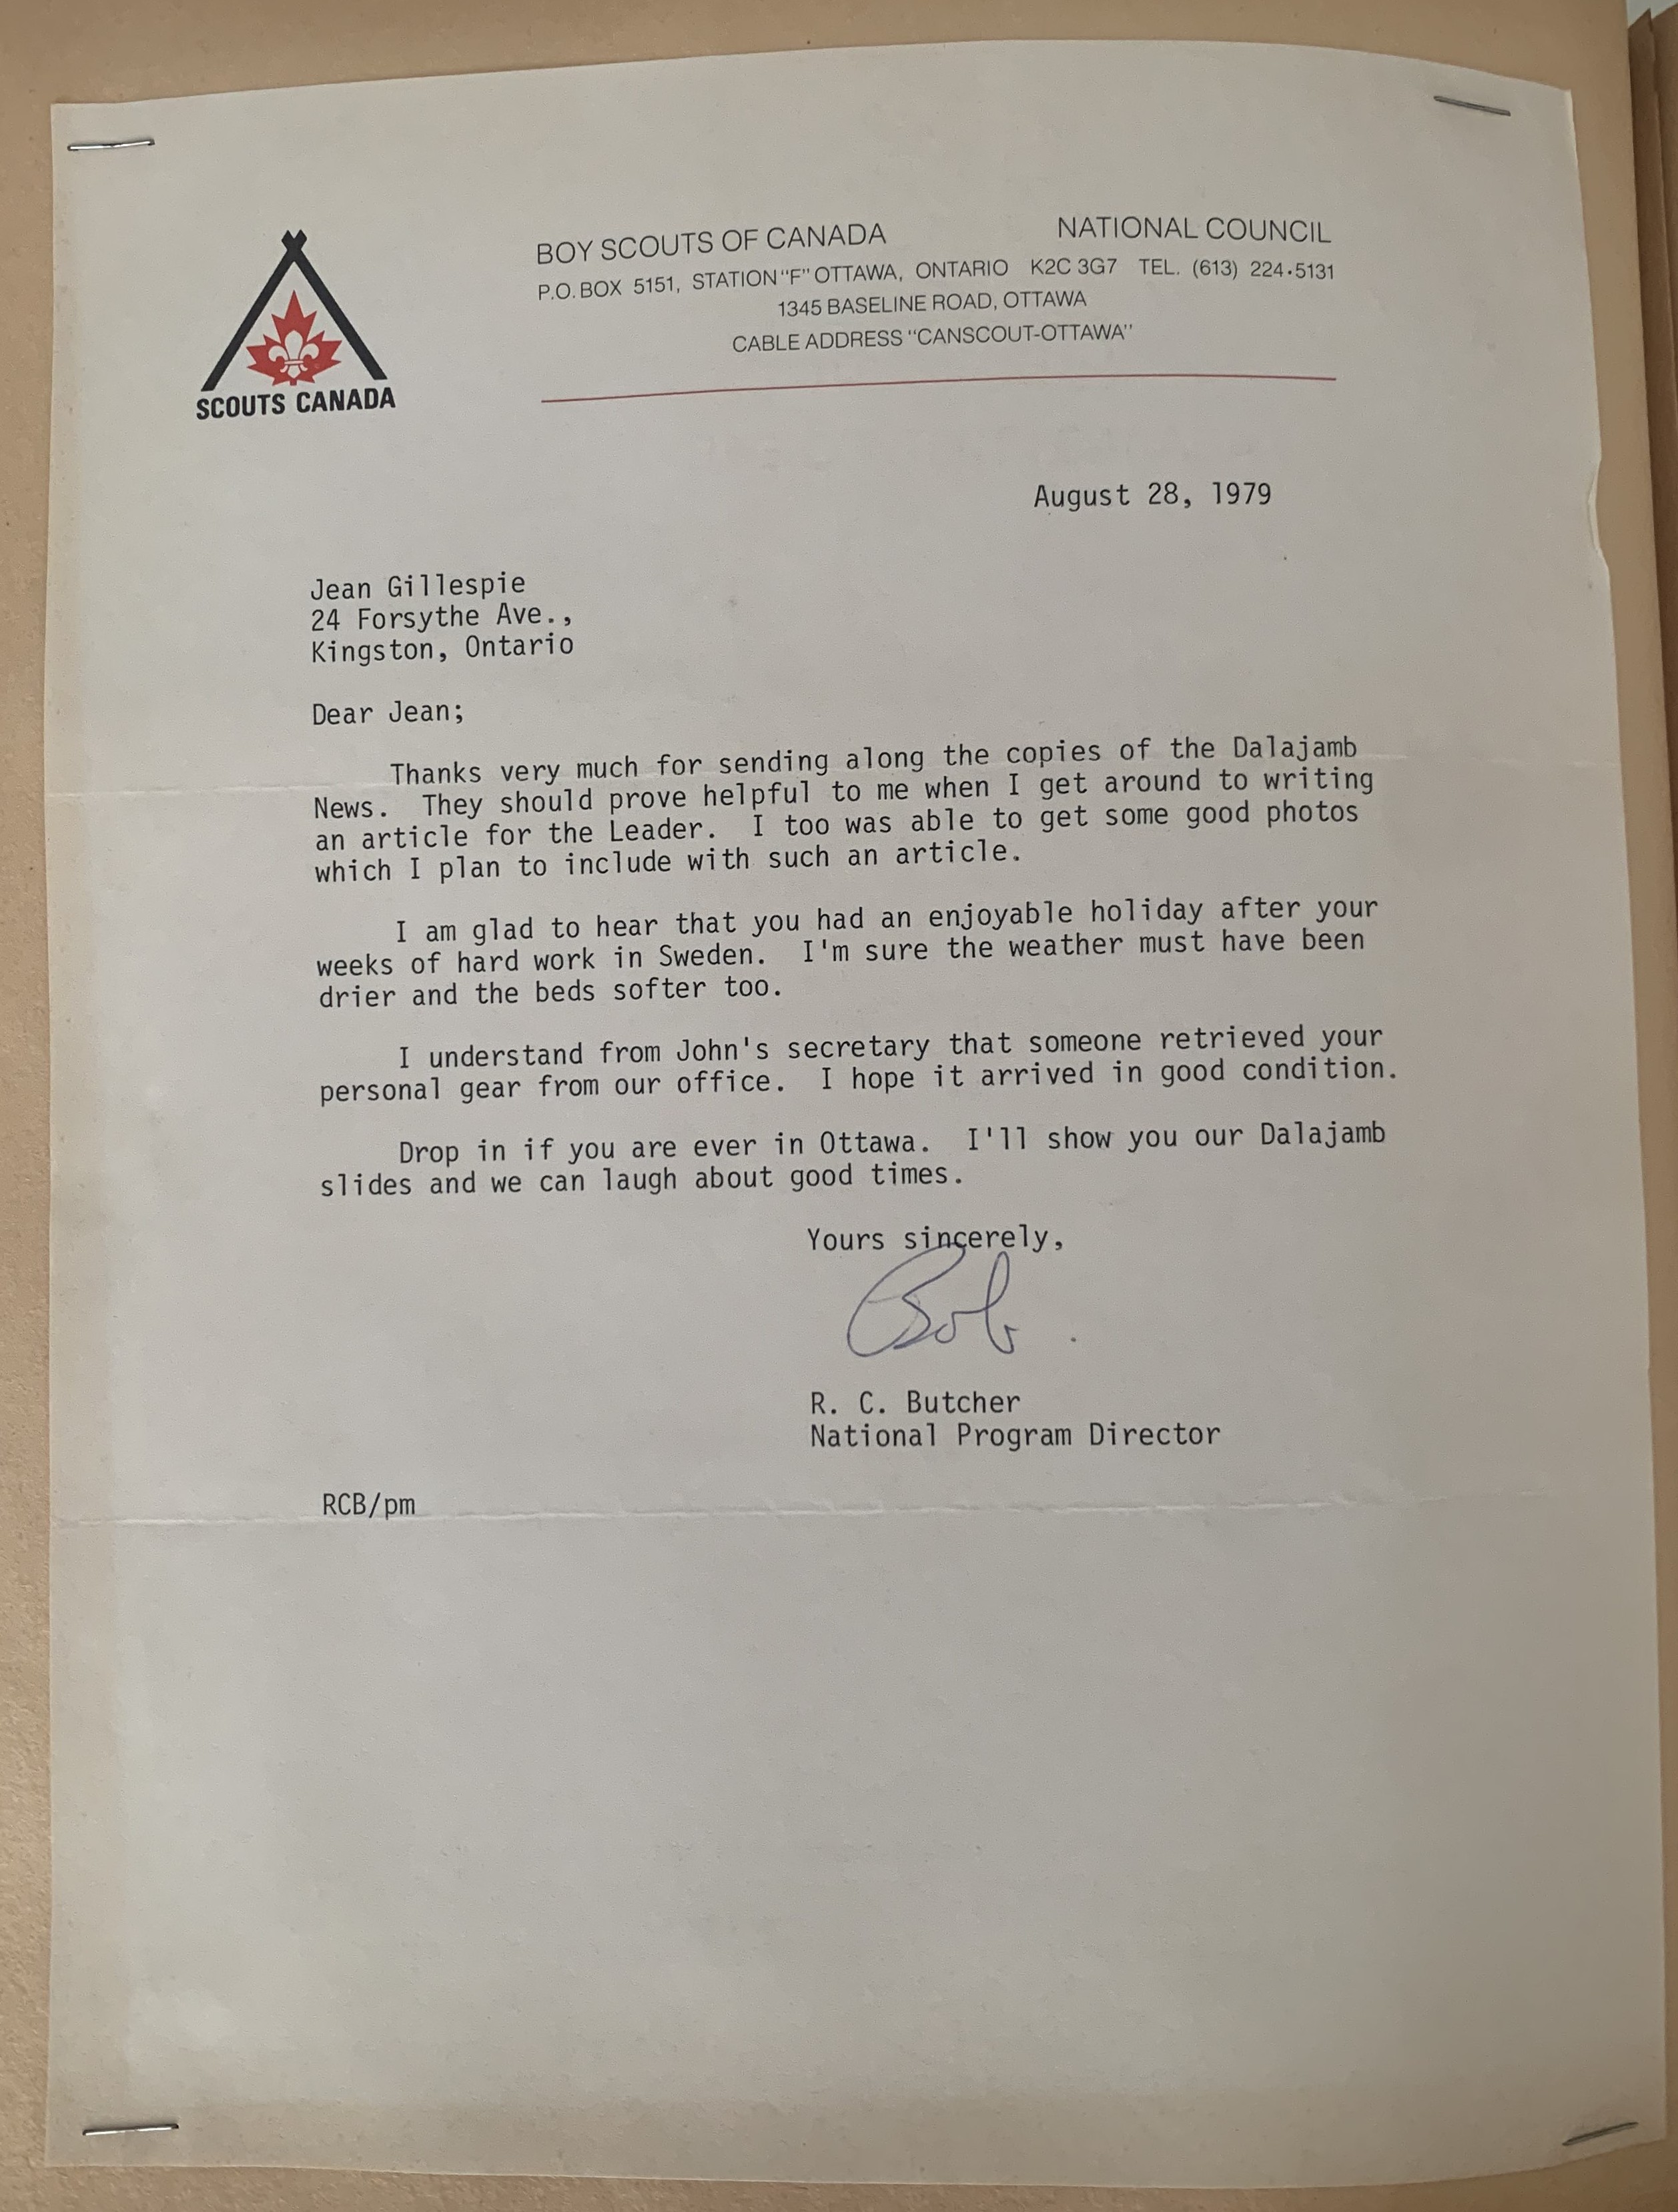 BOY SCOUTS OF CANADA NATIONAL COUNCIL
P.O. BOX 5151, STATION "F" OTTAWA, ONTARIO K2C 3G7 TEL. (613) 224•5131
1345 BASELINE ROAD, OTTAWA
CABLE ADDRESS "CANSCOUT-OTTAWA"
SCOUTS CANADA
August 28, 1979
Jean Gillespie
24 Forsythe Ave.,
Kingston, Ontario
Dear Jean;
Thanks very much for sending along the copies of the Dalajamb
News. They should prove helpful to me when I get around to writing
an article for the Leader. I too was able to get some good photos
which I plan to include with such an article.
I am glad to hear that you had an enjoyable holiday after your
weeks of hard work in Sweden. I'm sure the weather must have been
drier and the beds softer too.
I understand from John's secretary that someone retrieved your
personal gear from our office. I hope it arrived in good condition.
Drop in if you are ever in Ottawa. I'll show you our Dalajamb
slides and we can laugh about good times.
Yours sincerely,
Bob.
R. C. Butcher
National Program Director
RCB/pm